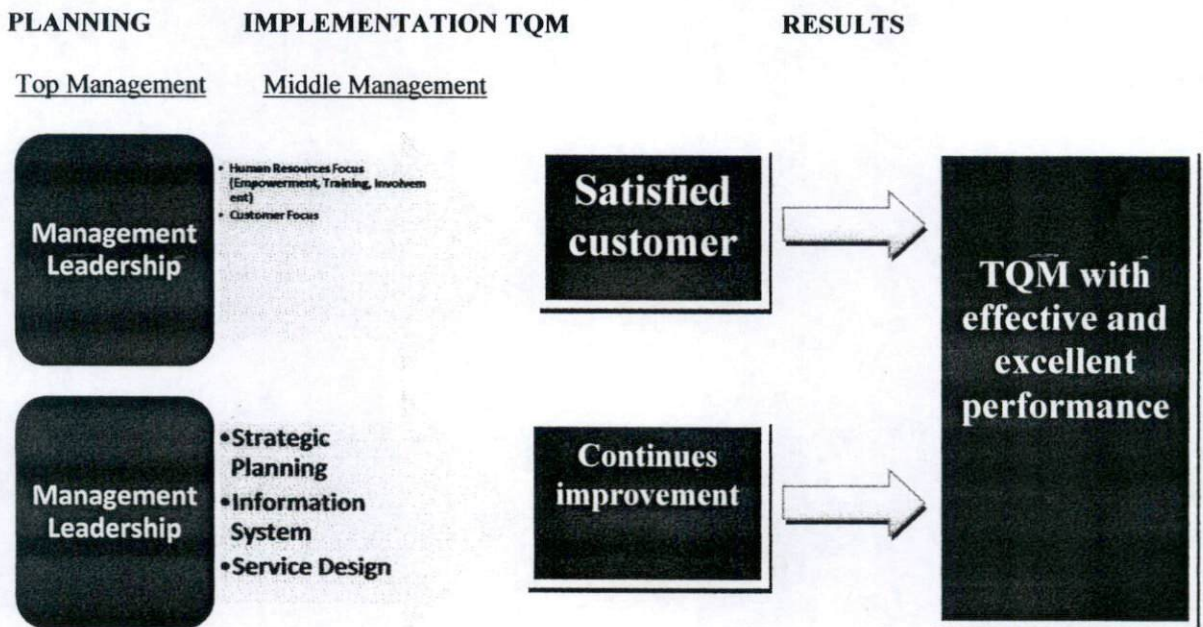 PLANNING IMPLEMENTATION TQM RESULTS
Top Management Middle Management
Management
Leadership
• Human Resources Focus
(Empowerment, Training, Involvem
ent)
• Customer Focus
Satisfied
customer
TQM with
effective and
excellent
performance
Management
Leadership
•Strategic
Planning
•Information
System
•Service Design
Continues
improvement